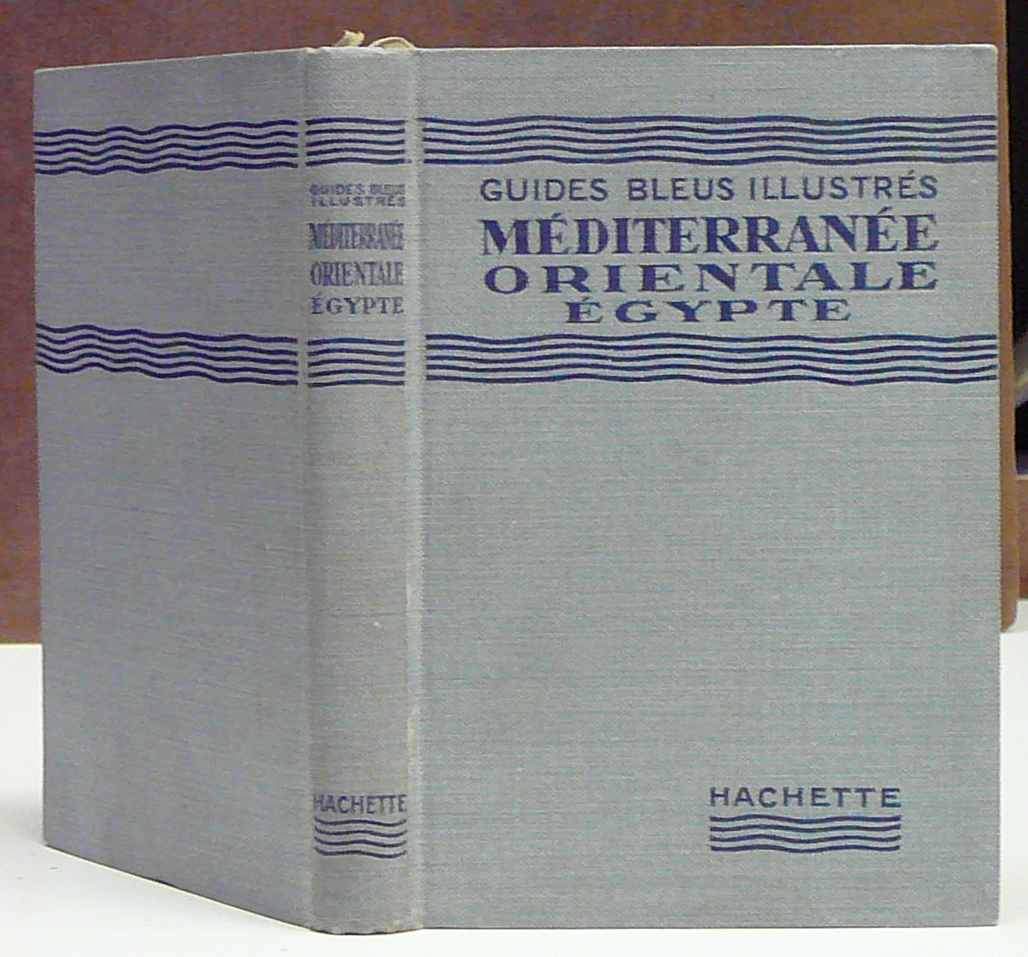 GUIDES BLEUS
ILLUSTRÉS
MÉDITERRANÉE
ORIENTALE
ÉGYPTE
HACHETTE
GUIDES BLEUS ILLUSTRÉS
MÉDITERRANÉE
ORIENTALE
ÉGYPTE
HACHETTE